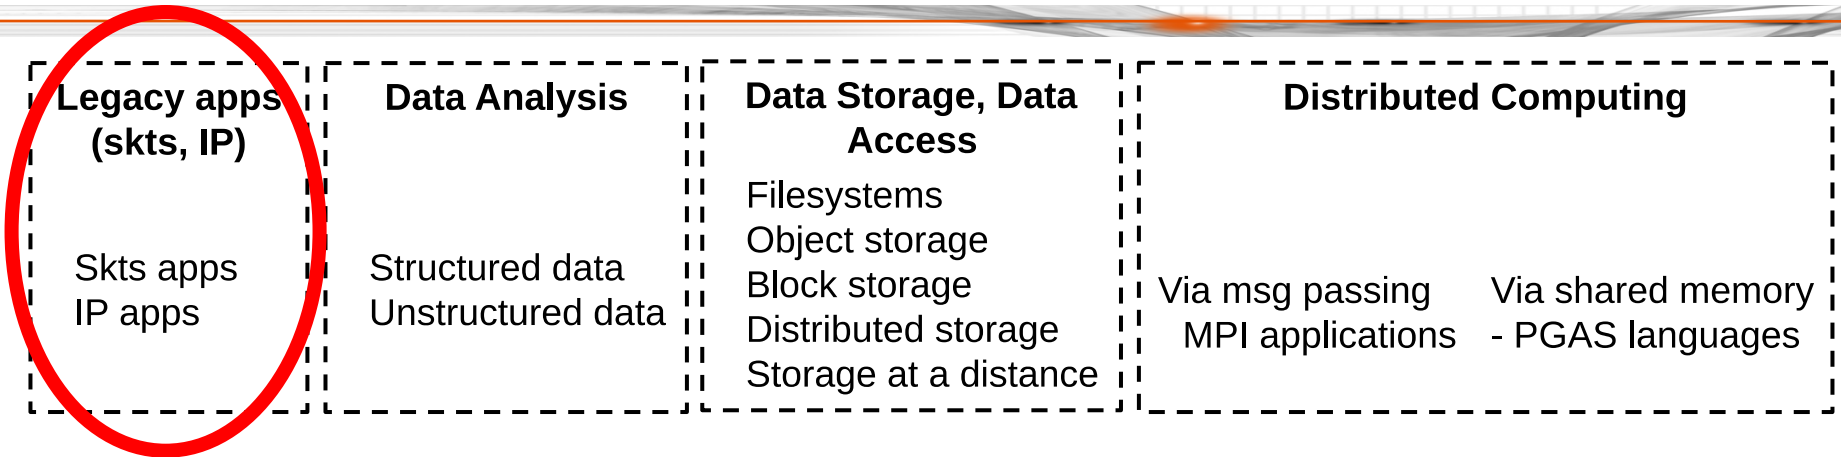 Legacy apps
(skts, IP)
Skts apps
IP apps
Data Analysis
Structured data
Unstructured data
Data Storage, Data
Access
Filesystems
Object storage
Block storage
Distributed storage
Storage at a distance
Distributed Computing
Via msg passing
MPI applications
Via shared memory
- PGAS languages